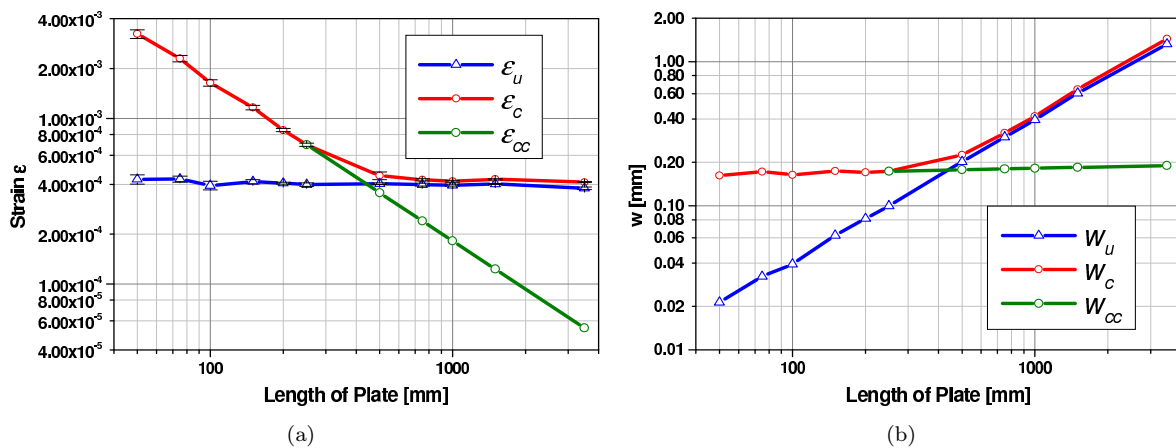 4.00x10⁻³
2.00x10⁻³
1.00x10⁻³
8.00x10⁻⁴
6.00x10⁻⁴
4.00x10⁻⁴
2.00x10⁻⁴
1.00x10⁻⁴
8.00x10⁻⁵
6.00x10⁻⁵
4.00x10⁻⁵
Strain ε
εu
εc
εcc
100 1000
Length of Plate [mm]
(a)
2.00
1.00
0.80
0.60
0.40
0.20
0.10
0.08
0.06
0.04
0.02
0.01
w [mm]
wu
wc
wcc
100 1000
Length of Plate [mm]
(b)